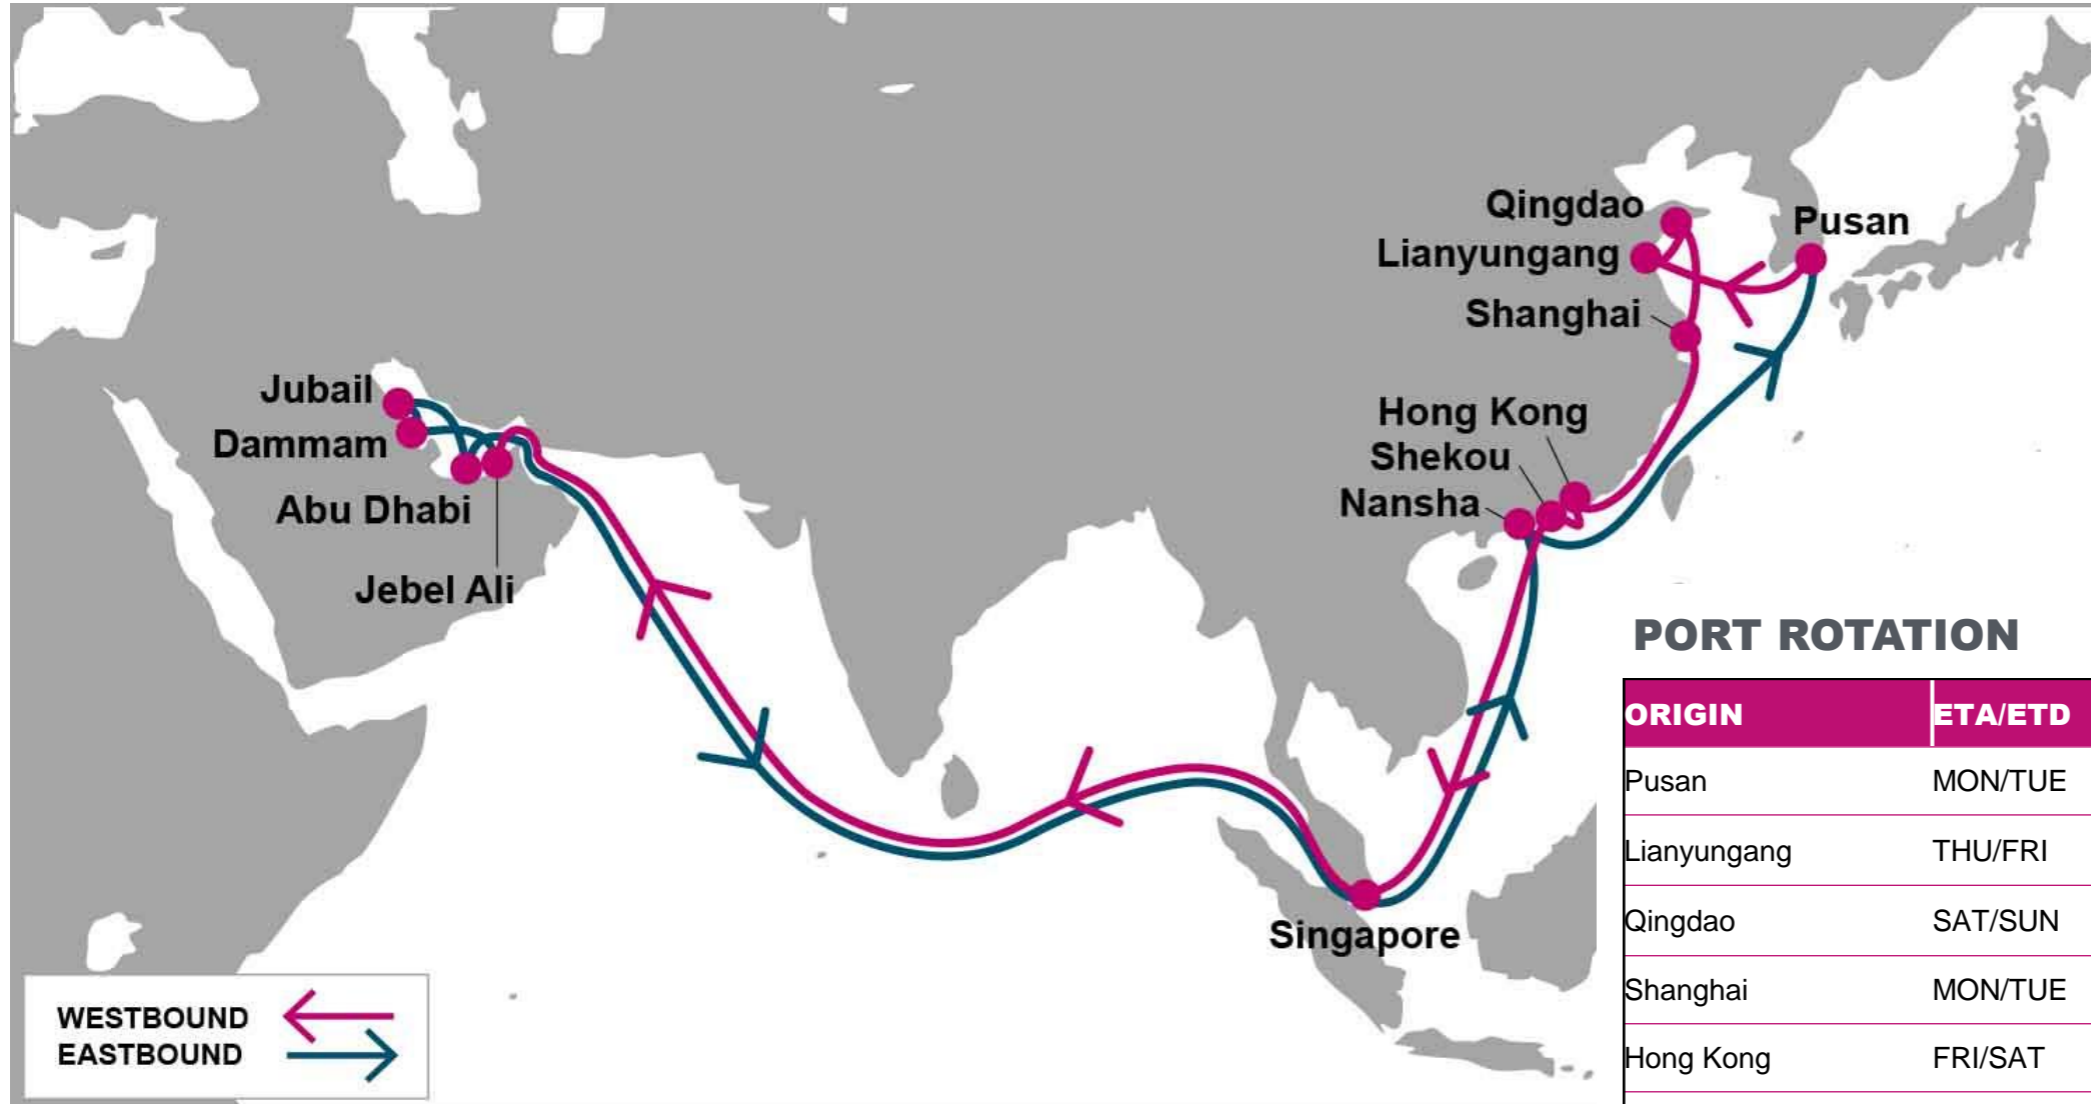 Qingdao
Pusan
Lianyungang
Shanghai
Jubail
Hong Kong
Dammam
Shekou
Abu Dhabi
Nansha
Jebel Ali
Singapore
WESTBOUND
EASTBOUND
PORT ROTATION
ORIGIN ETA/ETD
Pusan MON/TUE
Lianyungang THU/FRI
Qingdao SAT/SUN
Shanghai MON/TUE
Hong Kong FRI/SAT